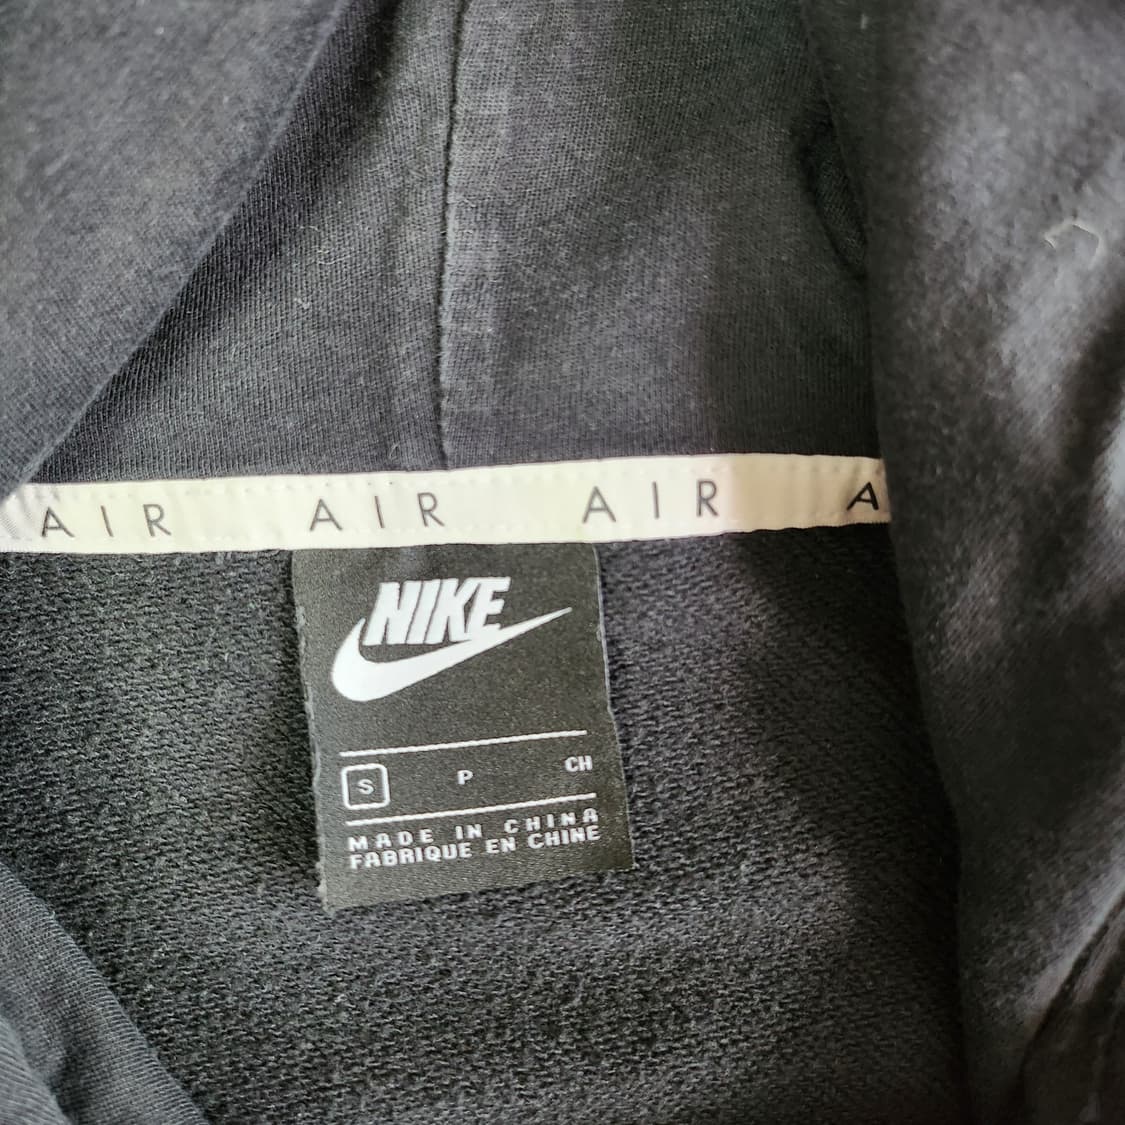 AIR AIR AIR A
NIKE
S P CH
MADE IN CHINA
FABRIQUE EN CHINE